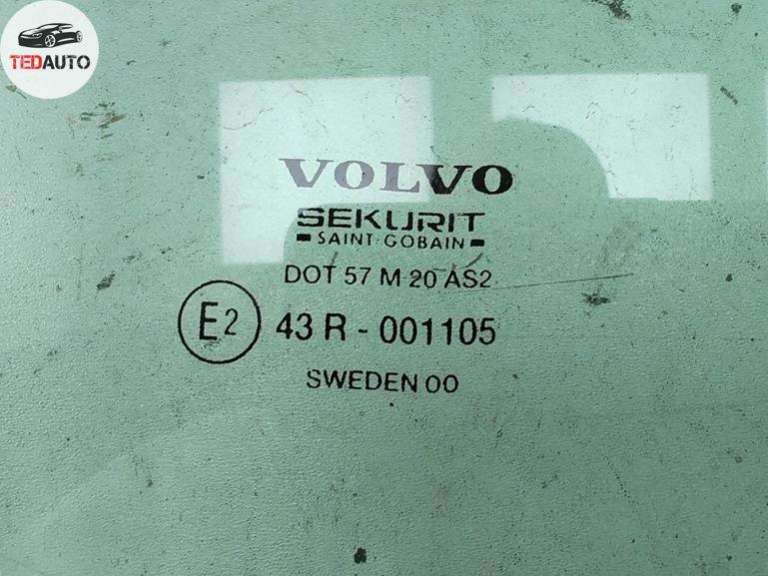 TEDAUTO
VOLVO
SEKURIT
SAINT-GOBAIN
DOT 57 M 20 AS2
E2 43 R - 001105
SWEDEN 00